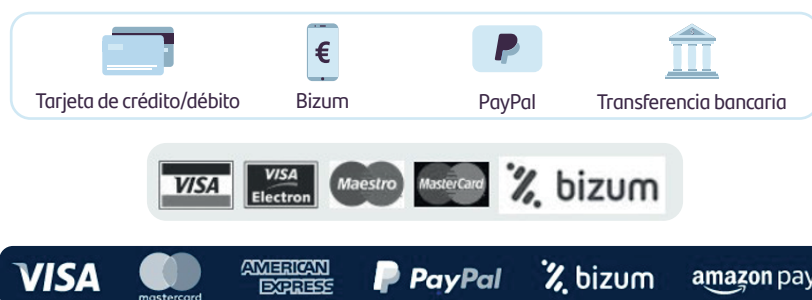 €
Tarjeta de crédito/débito Bizum PayPal Transferencia bancaria
VISA VISA Electron Maestro MasterCard bizum
VISA mastercard AMERICAN EXPRESS PayPal bizum amazon pay